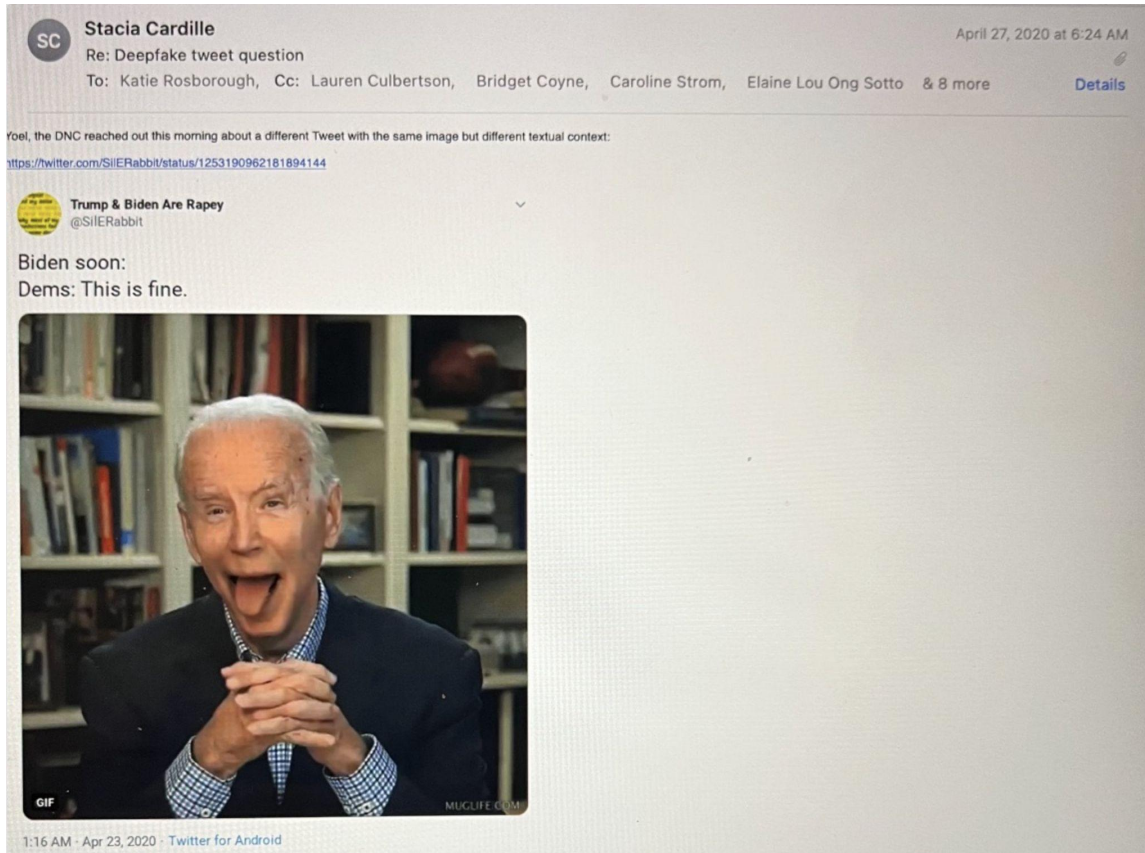 SC
Stacia Cardille
April 27, 2020 at 6:24 AM
Re: Deepfake tweet question
To: Katie Rosborough, Cc: Lauren Culbertson, Bridget Coyne, Caroline Strom, Elaine Lou Ong Sotto & 8 more
Details
Yoel, the DNC reached out this morning about a different Tweet with the same image but different textual context:
https://twitter.com/SilERabbit/status/1253190962181894144
Trump & Biden Are Rapey
@SilERabbit
Biden soon:
Dems: This is fine.
GIF
MUGLIFE.COM
1:16 AM · Apr 23, 2020 · Twitter for Android